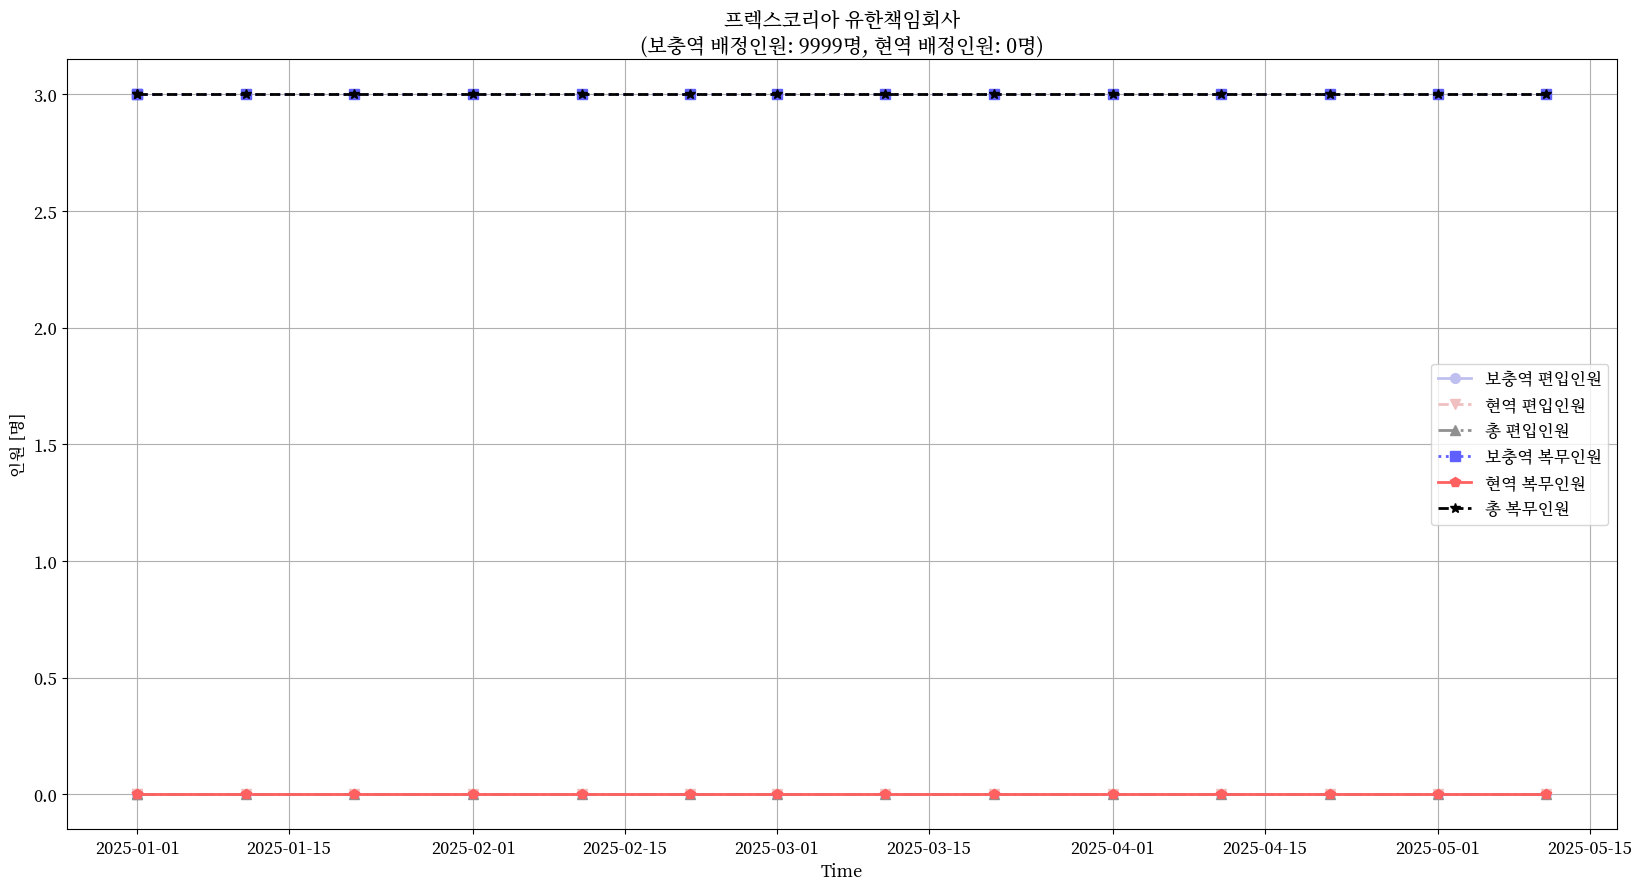 프렉스코리아 유한책임회사
(보충역 배정인원: 9999명, 현역 배정인원: 0명)
인원 [명]
3.0
2.5
2.0
1.5
1.0
0.5
0.0
보충역 편입인원
현역 편입인원
총 편입인원
보충역 복무인원
현역 복무인원
총 복무인원
2025-01-01
2025-01-15
2025-02-01
2025-02-15
2025-03-01
2025-03-15
2025-04-01
2025-04-15
2025-05-01
2025-05-15
Time